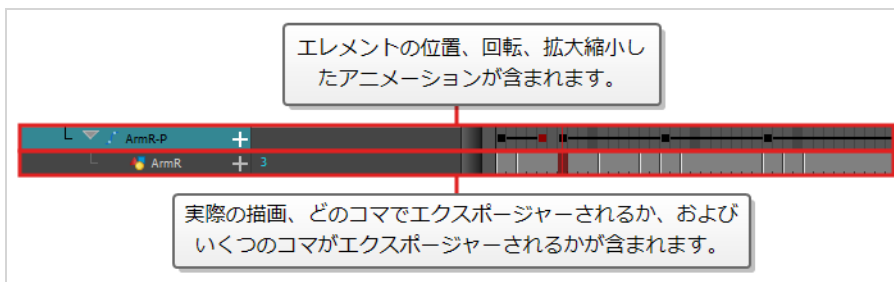 エレメントの位置、回転、拡大縮小し
たアニメーションが含まれます。
ArmR-P
ArmR 3
実際の描画、どのコマでエクスポージャーされるか、および
いくつのコマがエクスポージャーされるかが含まれます。